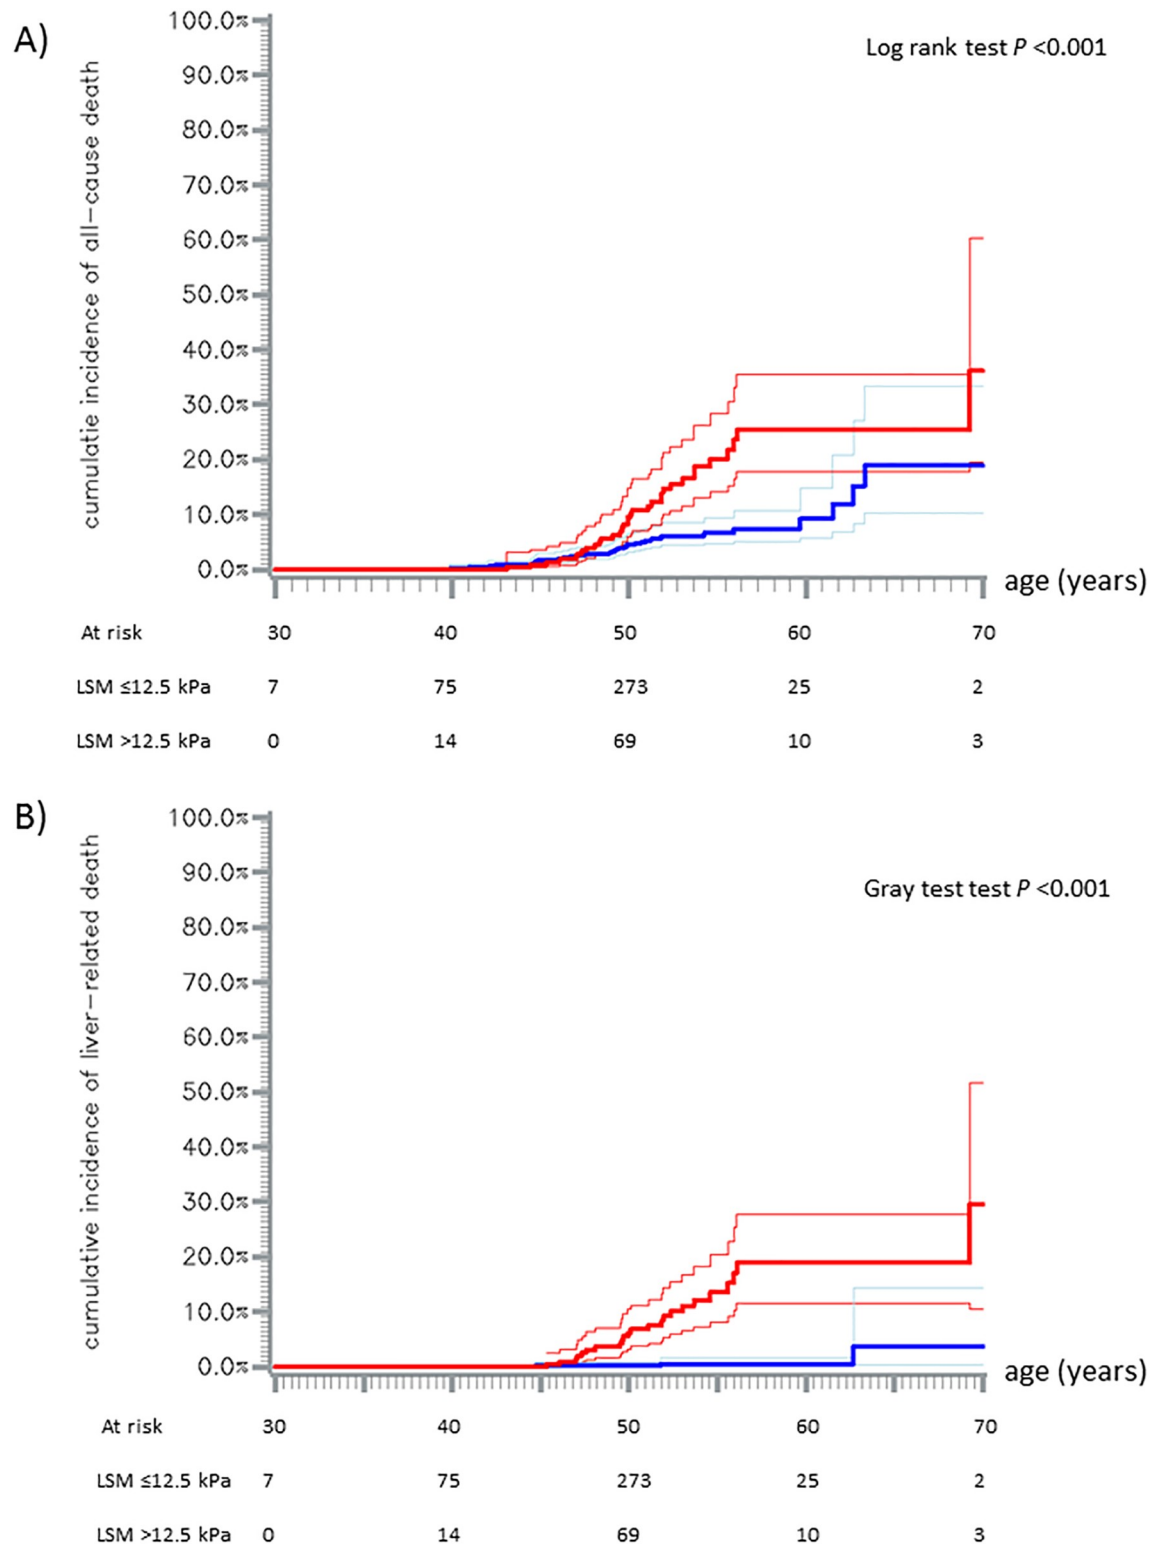 A)
Log rank test P <0.001
cumulatie incidence of all-cause death
100.0%
90.0%
80.0%
70.0%
60.0%
50.0%
40.0%
30.0%
20.0%
10.0%
0.0%
age (years)
At risk 30 40 50 60 70
LSM ≤12.5 kPa 7 75 273 25 2
LSM >12.5 kPa 0 14 69 10 3
B)
Gray test test P <0.001
cumulative incidence of liver-related death
100.0%
90.0%
80.0%
70.0%
60.0%
50.0%
40.0%
30.0%
20.0%
10.0%
0.0%
age (years)
At risk 30 40 50 60 70
LSM ≤12.5 kPa 7 75 273 25 2
LSM >12.5 kPa 0 14 69 10 3